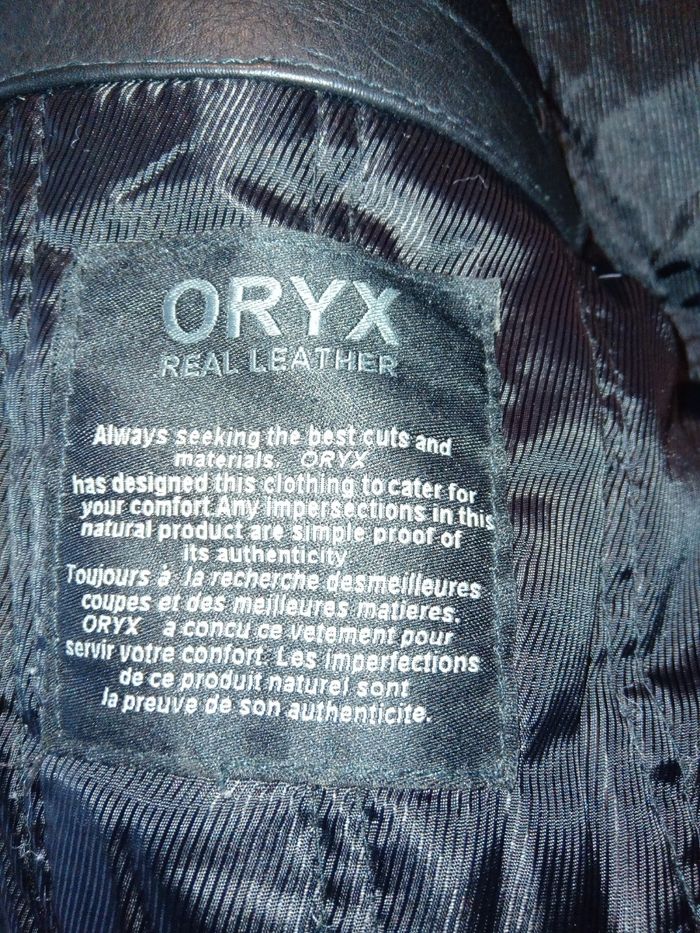 ORYX
REAL LEATHER
Always seeking the best cuts and
materials, ORYX
has designed this clothing to cater for
your comfort.Any impersections in this
natural product are simple proof of
its authenticity
Toujours à la recherche desmeilleures
coupes et des meilleures matieres.
ORYX a concu ce vetement pour
servir votre confort. Les imperfections
de ce produit naturel sont
la preuve de son authenticite.